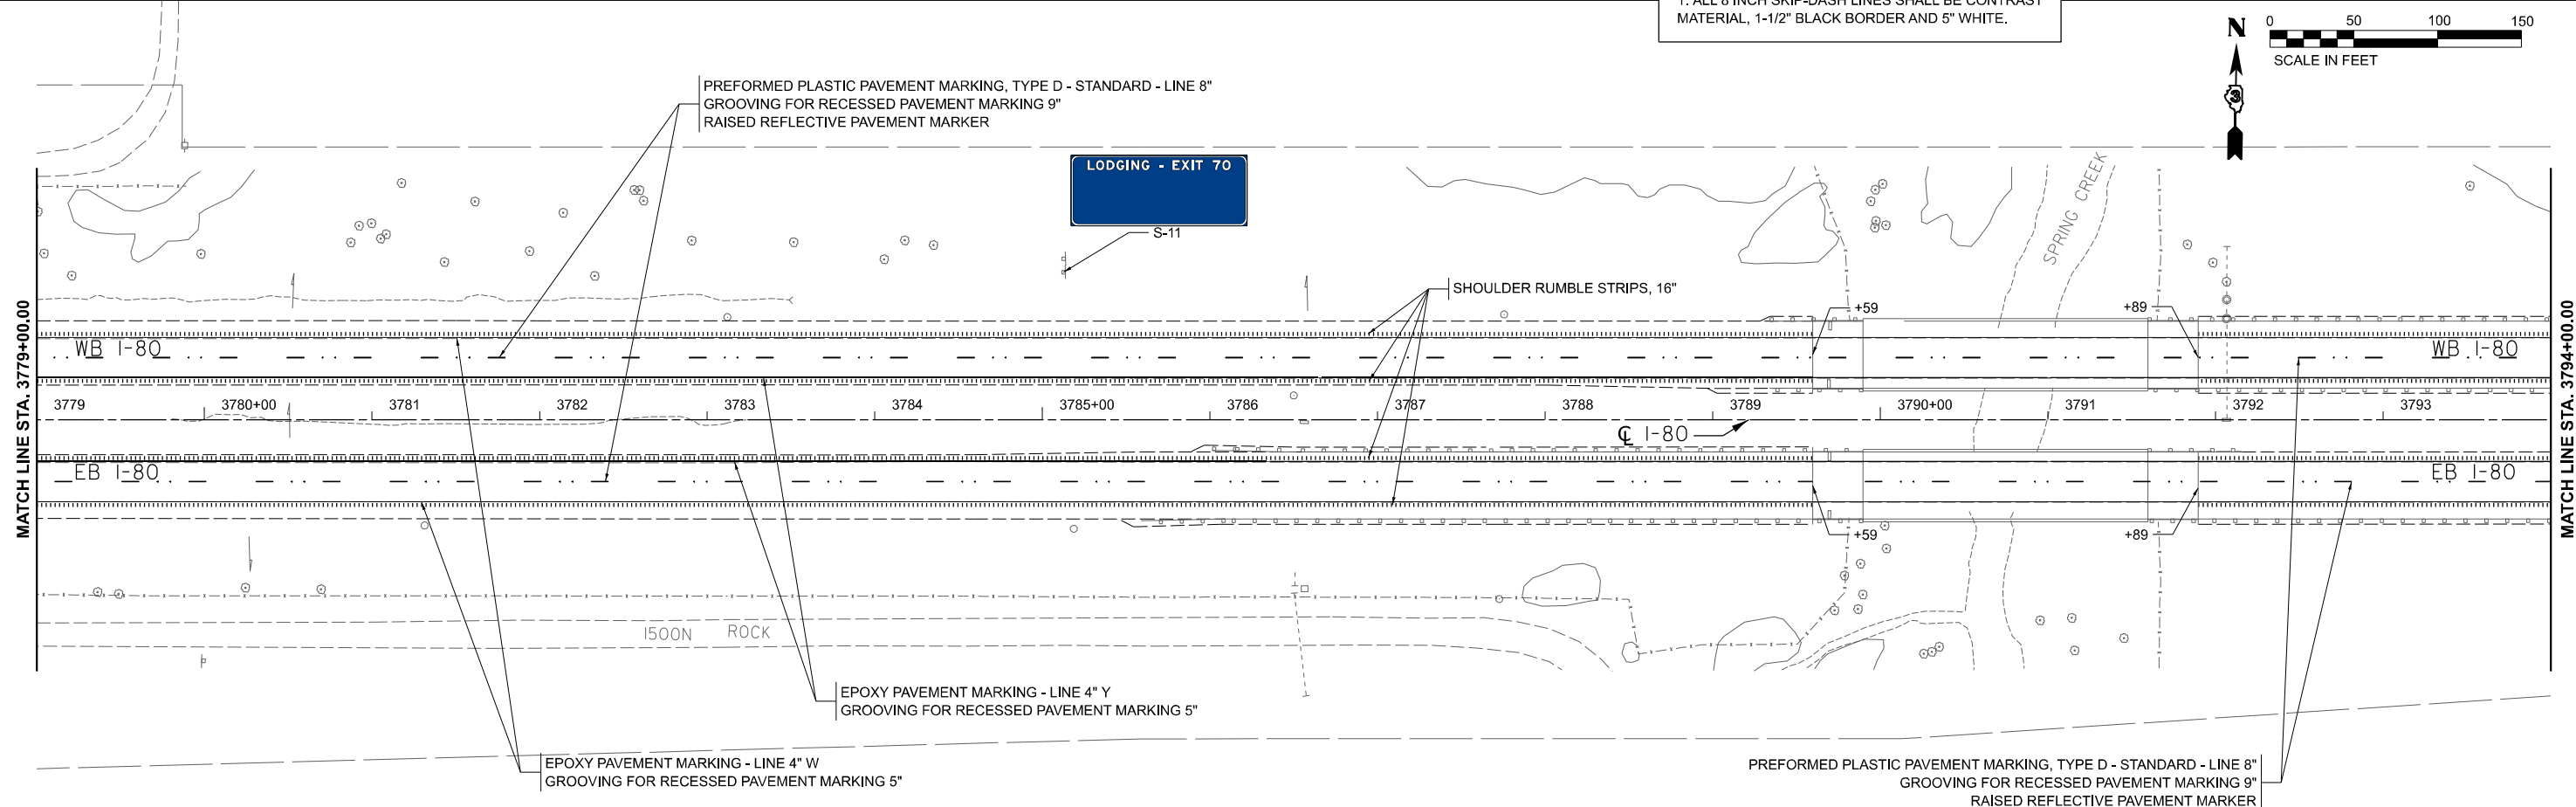 1. ALL 8 INCH SKIP-DASH LINES SHALL BE CONTRAST
MATERIAL, 1-1/2" BLACK BORDER AND 5" WHITE.
N
3
0 50 100 150
SCALE IN FEET
PREFORMED PLASTIC PAVEMENT MARKING, TYPE D - STANDARD - LINE 8"
GROOVING FOR RECESSED PAVEMENT MARKING 9"
RAISED REFLECTIVE PAVEMENT MARKER
LODGING - EXIT 70
S-11
SPRING CREEK
SHOULDER RUMBLE STRIPS, 16"
+59
+89
MATCH LINE STA. 3779+00.00
MATCH LINE STA. 3794+00.00
WB I-80
WB I-80
3779 3780+00 3781 3782 3783 3784 3785+00 3786 3787 3788 3789 3790+00 3791 3792 3793
℄ I-80
EB I-80
EB I-80
+59
+89
1500N ROCK
EPOXY PAVEMENT MARKING - LINE 4" Y
GROOVING FOR RECESSED PAVEMENT MARKING 5"
EPOXY PAVEMENT MARKING - LINE 4" W
GROOVING FOR RECESSED PAVEMENT MARKING 5"
PREFORMED PLASTIC PAVEMENT MARKING, TYPE D - STANDARD - LINE 8"
GROOVING FOR RECESSED PAVEMENT MARKING 9"
RAISED REFLECTIVE PAVEMENT MARKER